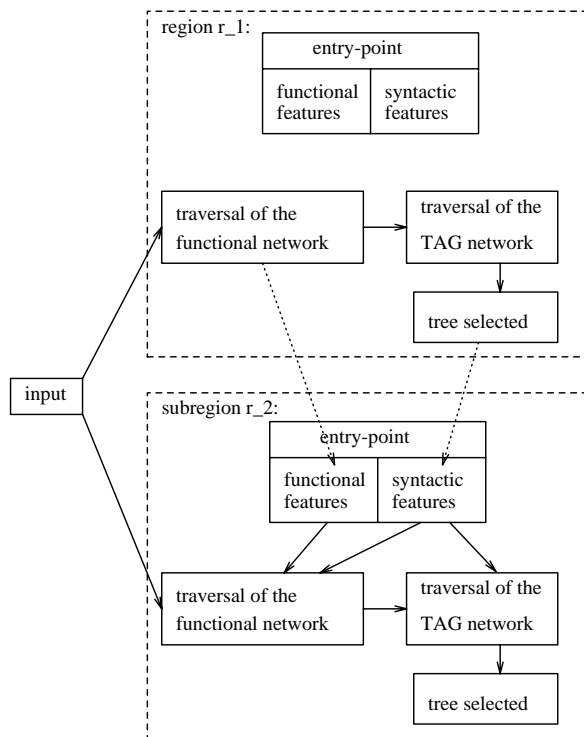 region r_1:
entry-point
functional
features
syntactic
features
traversal of the
functional network
traversal of the
TAG network
tree selected
input
subregion r_2:
entry-point
functional
features
syntactic
features
traversal of the
functional network
traversal of the
TAG network
tree selected